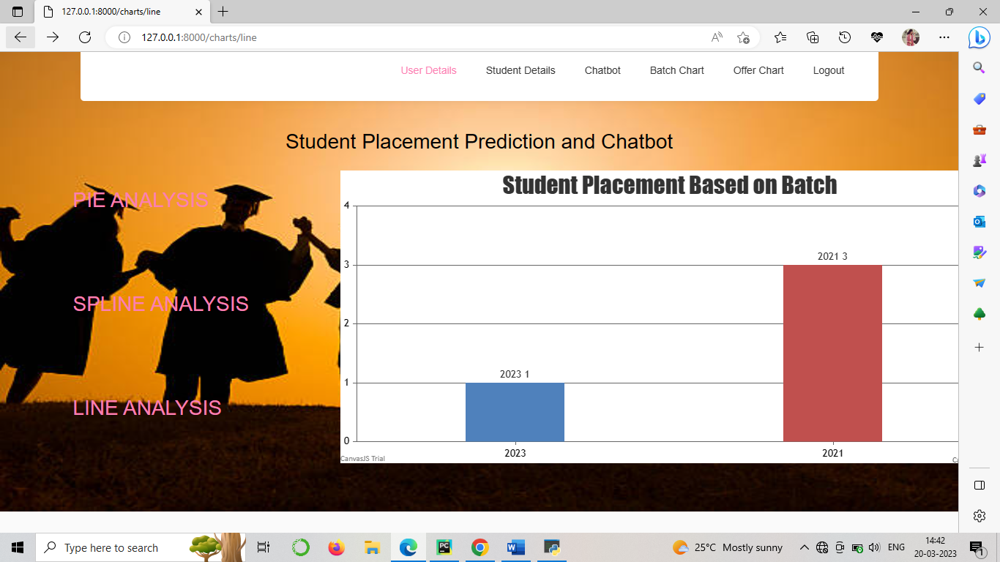 127.0.0.1:8000/charts/line
127.0.0.1:8000/charts/line
User Details Student Details Chatbot Batch Chart Offer Chart Logout
Student Placement Prediction and Chatbot
PIE ANALYSIS
SPLINE ANALYSIS
LINE ANALYSIS
Student Placement Based on Batch
4
3
2
1
0
2021 3
2023 1
2023 2021
CanvasJS Trial
Type here to search
25°C Mostly sunny
ENG
14:42
20-03-2023
1